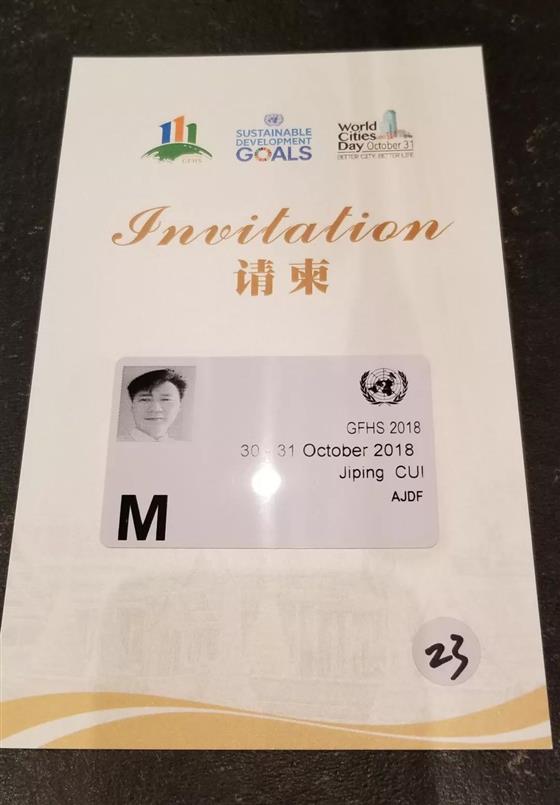 GFHS
SUSTAINABLE
DEVELOPMENT
GOALS
World
Cities
Day October 31
BETTER CITY, BETTER LIFE
Invitation
请柬
GFHS 2018
30 - 31 October 2018
Jiping CUI
AJDF
M
23